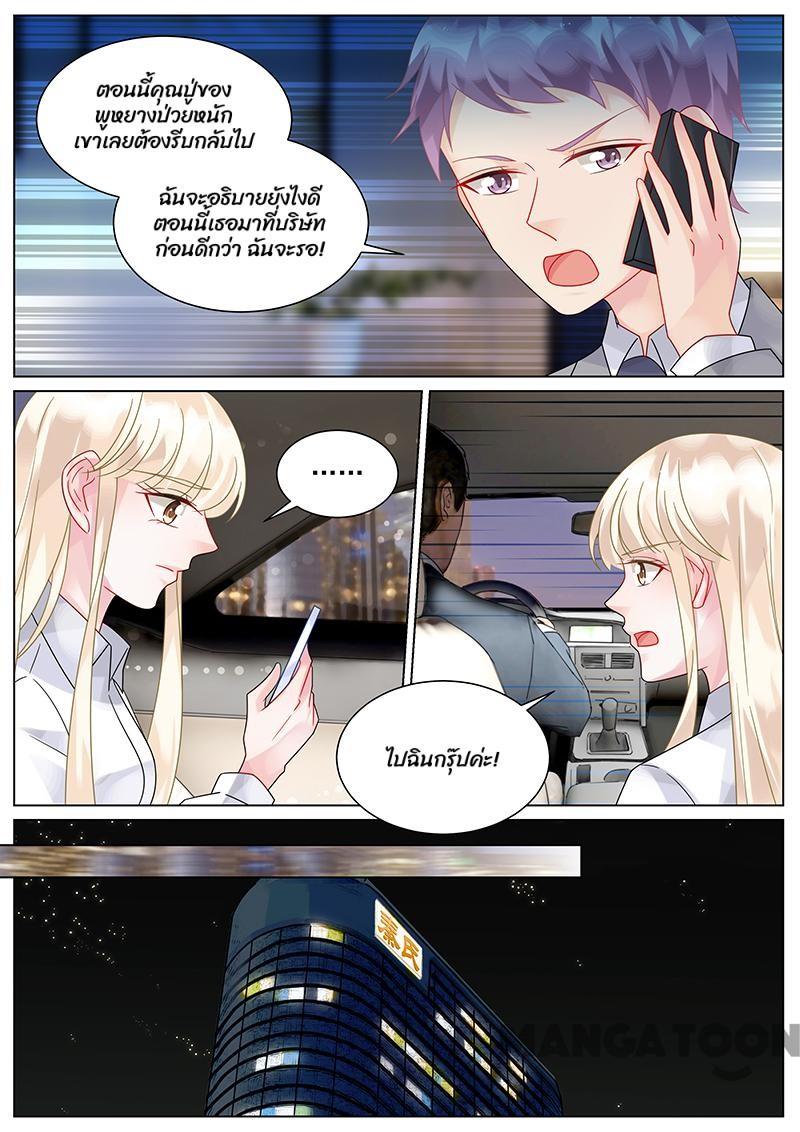 ตอนนี้คุณปู่ของ
พูหยางป่วยหนัก
เขาเลยต้องรีบกลับไป
ฉันจะอธิบายยังไงดี
ตอนนี้เธอมาที่บริษัท
ก่อนดีกว่า ฉันจะรอ!
......
ไปฉินกรุ๊ปค่ะ!
秦氏
MANGATOON